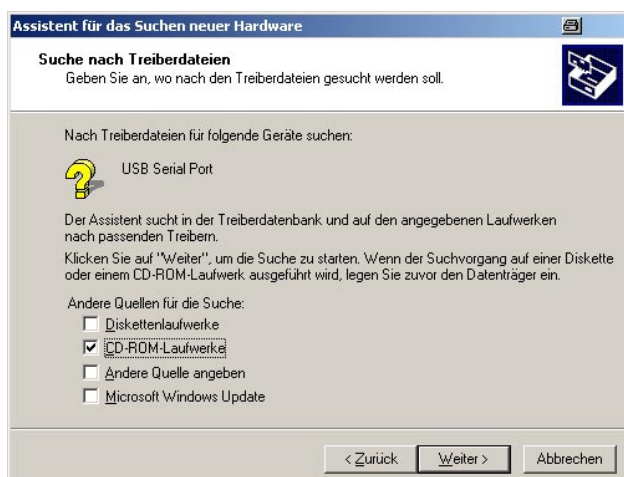 Assistent für das Suchen neuer Hardware
Suche nach Treiberdateien
Geben Sie an, wo nach den Treiberdateien gesucht werden soll.
Nach Treiberdateien für folgende Geräte suchen:
USB Serial Port
Der Assistent sucht in der Treiberdatenbank und auf den angegebenen Laufwerken
nach passenden Treibern.
Klicken Sie auf "Weiter", um die Suche zu starten. Wenn der Suchvorgang auf einer Diskette
oder einem CD-ROM-Laufwerk ausgeführt wird, legen Sie zuvor den Datenträger ein.
Andere Quellen für die Suche:
Diskettenlaufwerke
CD-ROM-Laufwerke
Andere Quelle angeben
Microsoft Windows Update
< Zurück Weiter > Abbrechen